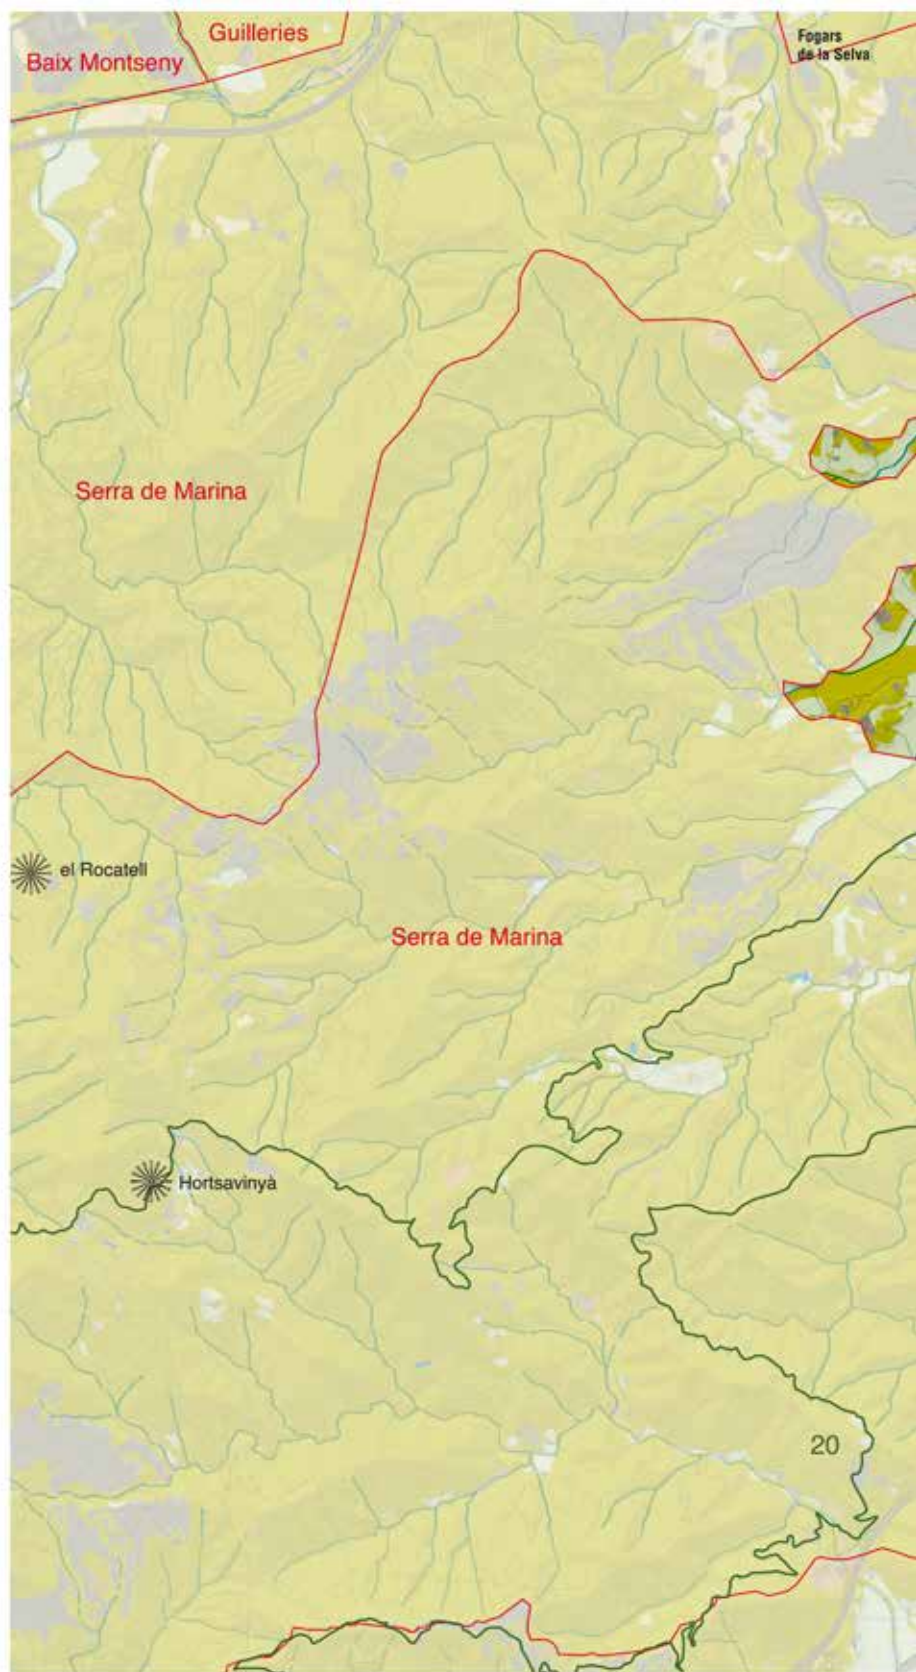 Guilleries
Baix Montseny
Fogars
de la Selva
Serra de Marina
el Rocatell
Serra de Marina
Hortsavinyà
20